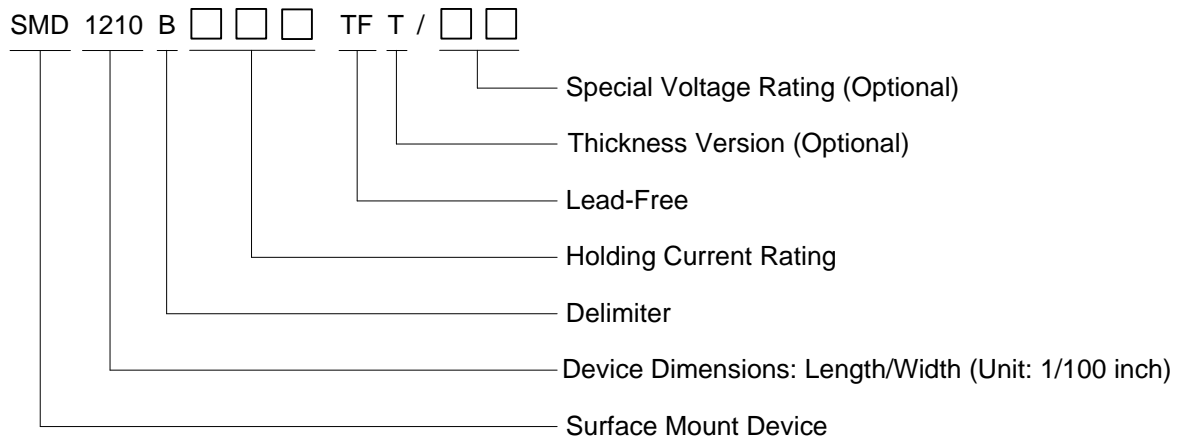 SMD 1210 B □ □ □ TF T / □ □
Special Voltage Rating (Optional)
Thickness Version (Optional)
Lead-Free
Holding Current Rating
Delimiter
Device Dimensions: Length/Width (Unit: 1/100 inch)
Surface Mount Device